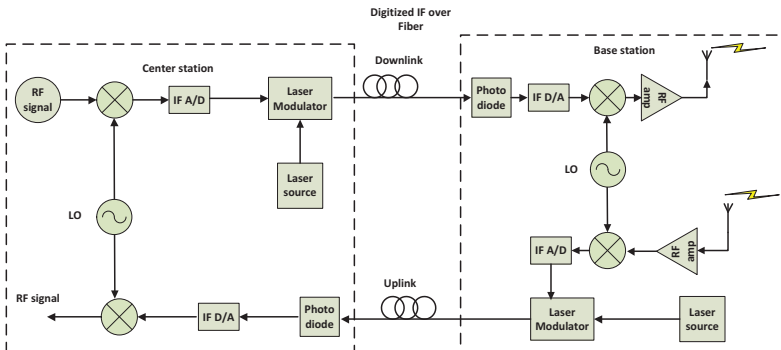 Digitized IF over
Fiber
Center station
Downlink
Base station
RF
signal
IF A/D
Laser
Modulator
Photo
diode
IF D/A
RF
amp
Laser
source
LO
LO
IF A/D
RF
amp
RF signal
IF D/A
Photo
diode
Uplink
Laser
Modulator
Laser
source